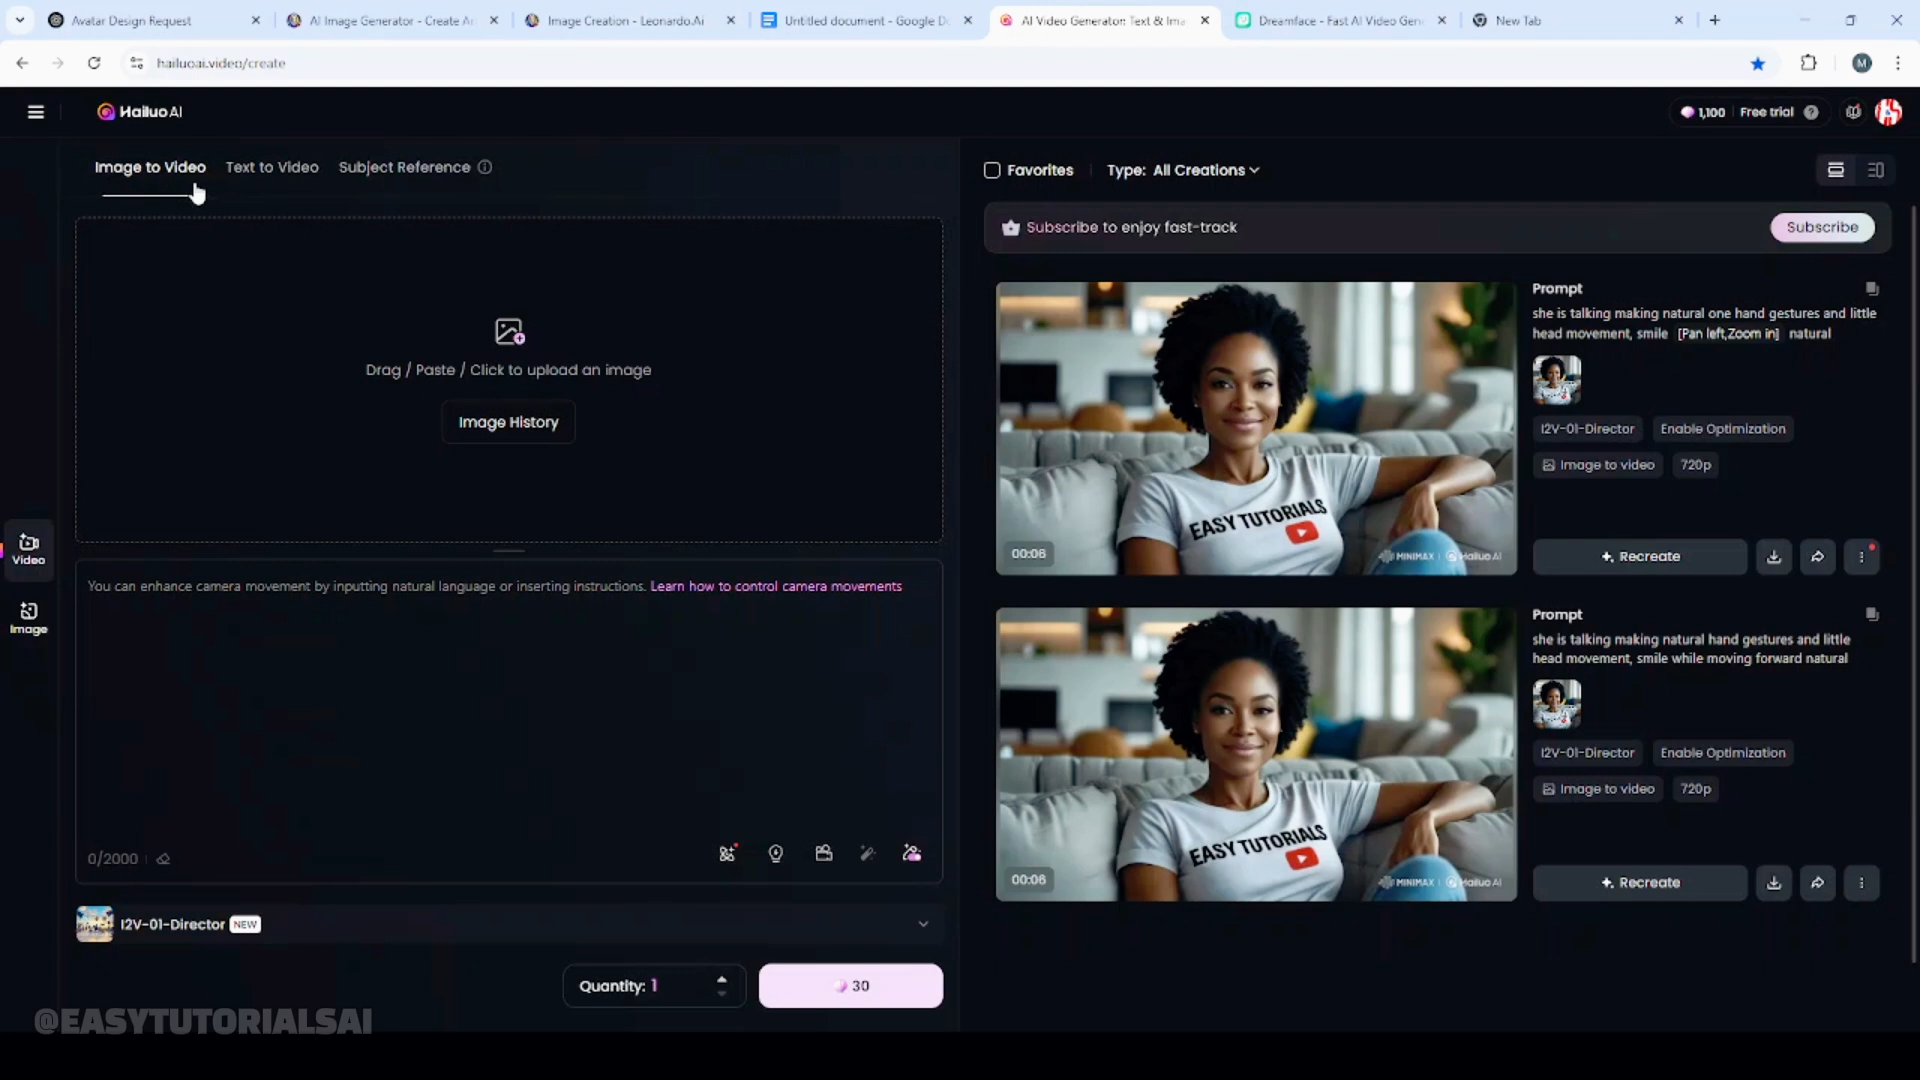 Avatar Design Request
AI Image Generator - Create Ar
Image Creation - Leonardo.Ai
Untitled document - Google D
AI Video Generator: Text & Ima
Dreamface - Fast AI Video Gen
New Tab
hailuoai.video/create
M
Hailuo AI
1,100
Free trial
Image to Video
Text to Video
Subject Reference
Favorites
Type: All Creations
Subscribe to enjoy fast-track
Subscribe
Drag / Paste / Click to upload an image
Image History
Prompt
she is talking making natural one hand gestures and little
head movement, smile [Pan left,Zoom in] natural
I2V-01-Director
Enable Optimization
Image to video
720p
EASY TUTORIALS
00:06
MINIMAX | Hailuo AI
Recreate
Video
Image
You can enhance camera movement by inputting natural language or inserting instructions. Learn how to control camera movements
0/2000
Prompt
she is talking making natural hand gestures and little
head movement, smile while moving forward natural
I2V-01-Director
Enable Optimization
Image to video
720p
EASY TUTORIALS
00:06
MINIMAX | Hailuo AI
Recreate
I2V-01-Director NEW
Quantity: 1
30
@EASYTUTORIALSAI